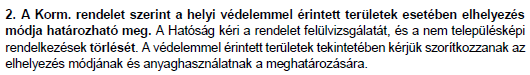 2. A Korm. rendelet szerint a helyi védelemmel érintett területek esetében elhelyezés
módja határozható meg. A Hatóság kéri a rendelet felülvizsgálatát, és a nem településképi
rendelkezések törlését. A védelemmel érintett területek tekintetében kérjük szorítkozzanak az
elhelyezés módjának és anyaghasználatnak a meghatározására.